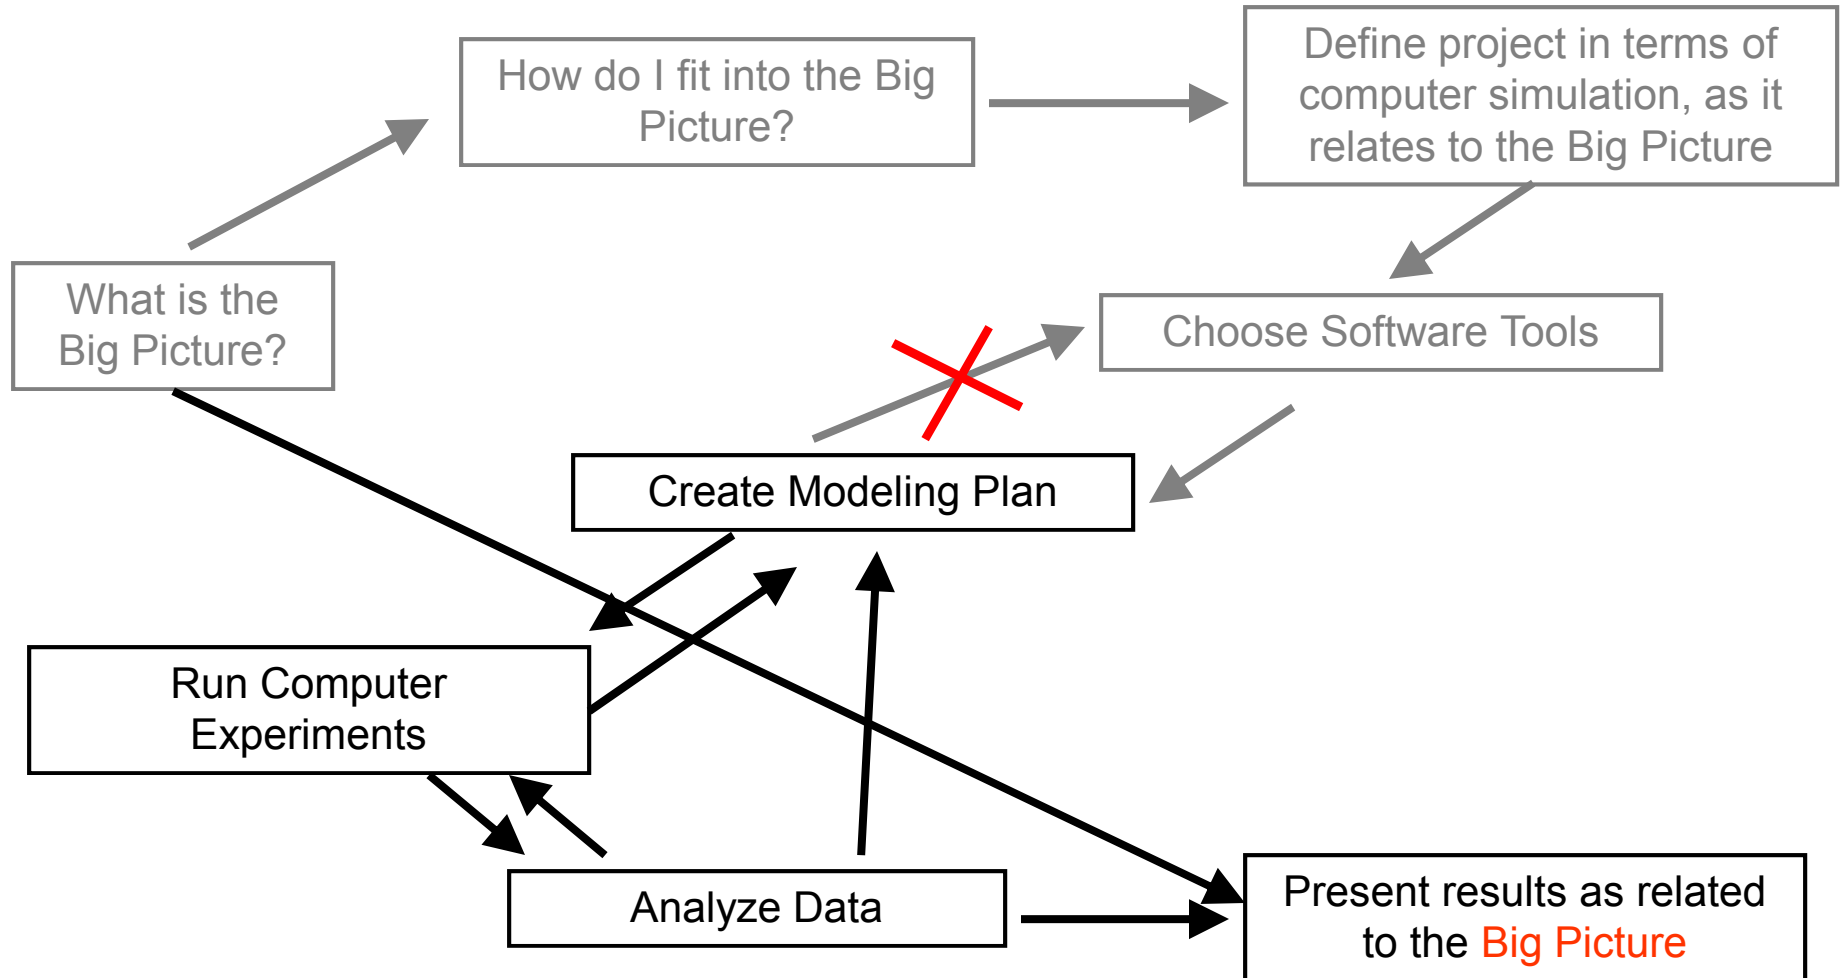 How do I fit into the Big
Picture?
Define project in terms of
computer simulation, as it
relates to the Big Picture
What is the
Big Picture?
Choose Software Tools
Create Modeling Plan
Run Computer
Experiments
Analyze Data
Present results as related
to the Big Picture